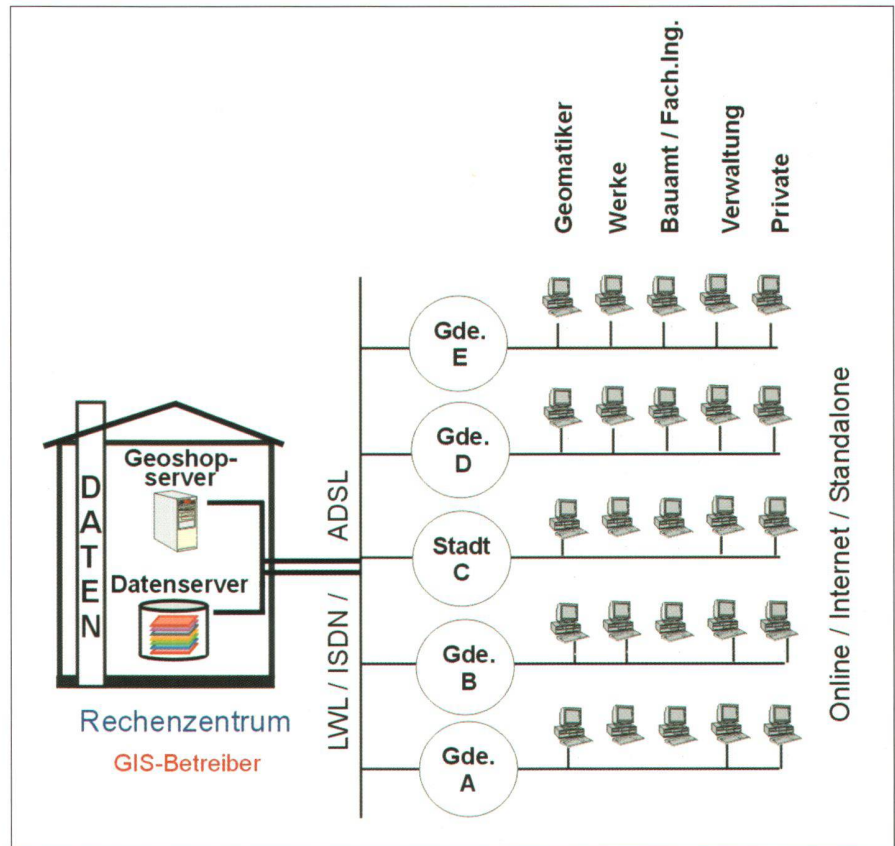 Geomatiker
Werke
Bauamt / Fach.Ing.
Verwaltung
Private
Gde.
E
Gde.
D
Stadt
C
Gde.
B
Gde.
A
Geoshop-
server
Datenserver
DATEN
Rechenzentrum
GIS-Betreiber
LWL / ISDN / ADSL
Online / Internet / Standalone